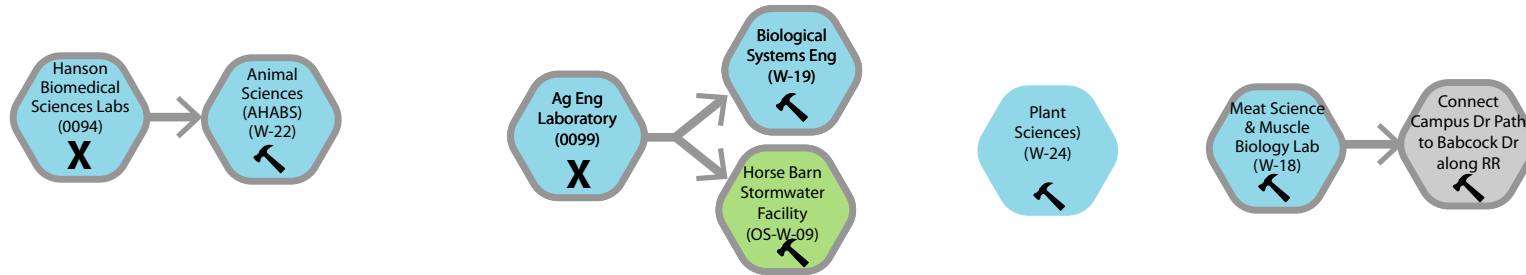 Hanson
Biomedical
Sciences Labs
(0094)
X
Animal
Sciences
(AHABS)
(W-22)
Ag Eng
Laboratory
(0099)
X
Biological
Systems Eng
(W-19)
Horse Barn
Stormwater
Facility
(OS-W-09)
Plant
Sciences)
(W-24)
Meat Science
& Muscle
Biology Lab
(W-18)
Connect
Campus Dr Path
to Babcock Dr
along RR